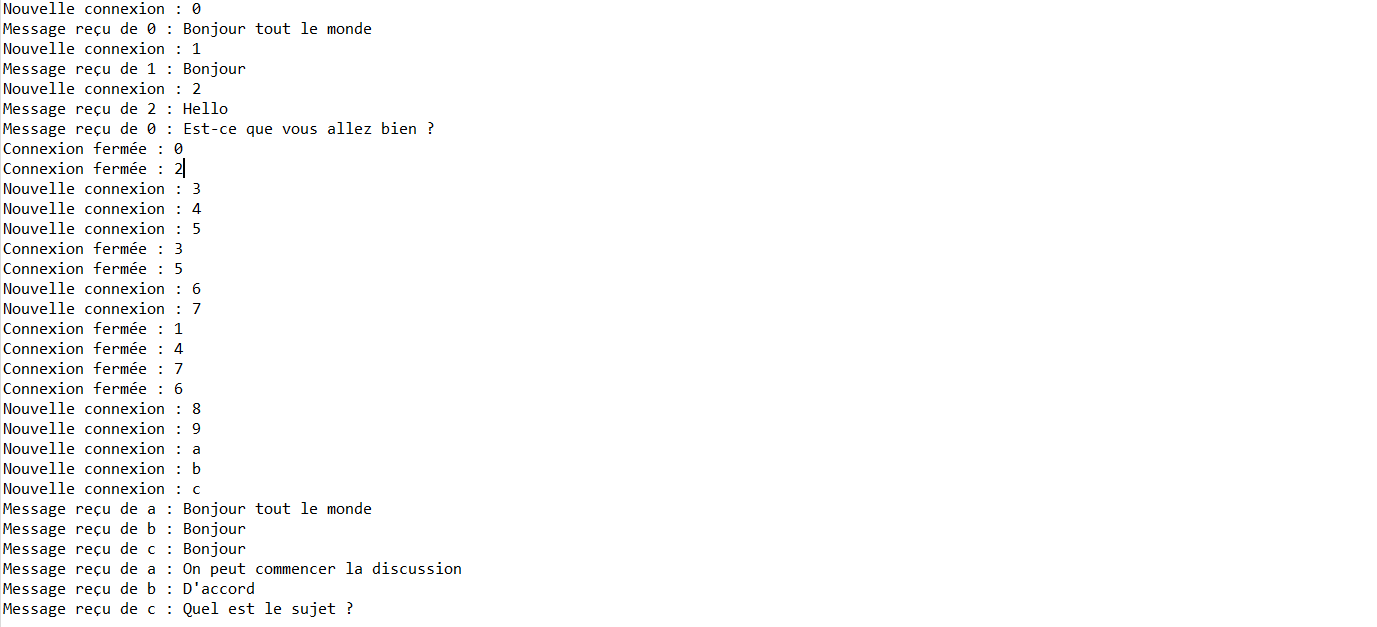 Nouvelle connexion : 0
Message reçu de 0 : Bonjour tout le monde
Nouvelle connexion : 1
Message reçu de 1 : Bonjour
Nouvelle connexion : 2
Message reçu de 2 : Hello
Message reçu de 0 : Est-ce que vous allez bien ?
Connexion fermée : 0
Connexion fermée : 2
Nouvelle connexion : 3
Nouvelle connexion : 4
Nouvelle connexion : 5
Connexion fermée : 3
Connexion fermée : 5
Nouvelle connexion : 6
Nouvelle connexion : 7
Connexion fermée : 1
Connexion fermée : 4
Connexion fermée : 7
Connexion fermée : 6
Nouvelle connexion : 8
Nouvelle connexion : 9
Nouvelle connexion : a
Nouvelle connexion : b
Nouvelle connexion : c
Message reçu de a : Bonjour tout le monde
Message reçu de b : Bonjour
Message reçu de c : Bonjour
Message reçu de a : On peut commencer la discussion
Message reçu de b : D'accord
Message reçu de c : Quel est le sujet ?